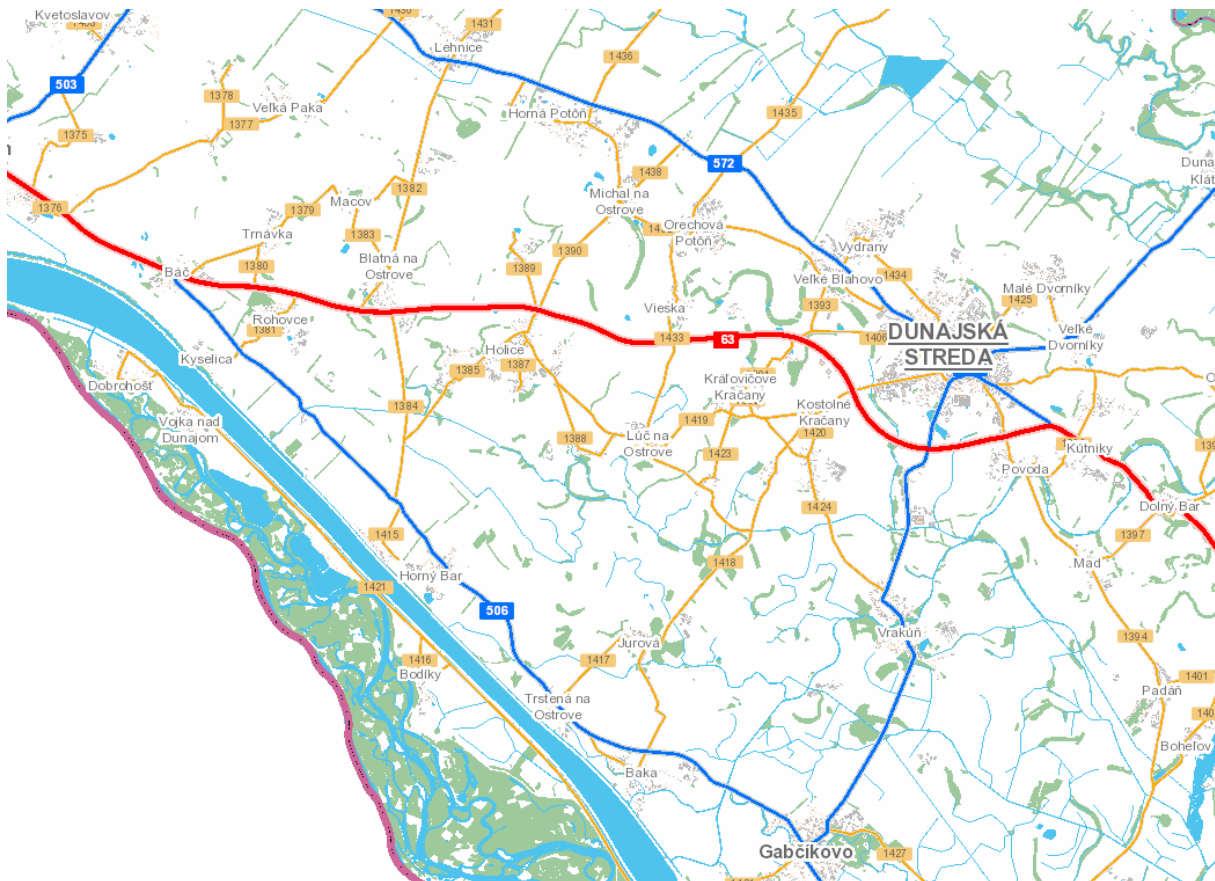 Kvetoslavov
1430
1431
Lehnice
1436
503
1378
Veľká Paka
1377
1375
Horná Potôň
1435
572
1438
Dunaj
Klát
1382
Michal na
Ostrove
1376
1379
Macov
Orechová
Potôň
Trnávka
1383
1390
Vydrany
Blatná na
Ostrove
1380
1389
1434
Báč
Veľké Blahovo
Malé Dvorníky
1425
1393
Vieska
Rohovce
1381
1433
63
1406
DUNAJSKÁ
STREDA
Veľké
Dvorníky
Kyselica
Holice
1387
1385
Dobrohošť
Kráľovičove
Kračany
1384
Kostolné
Kračany
Vojka nad
Dunajom
1419
1420
1388
Lúč na
Ostrove
1423
Kútniky
Povoda
1424
Dolný Bar
1415
1397
1418
Mad
Horný Bar
1421
506
Vrakúň
1394
Jurová
1417
1416
Bodíky
1401
Padáň
Trstená na
Ostrove
Boheľov
Baka
Gabčíkovo
1427